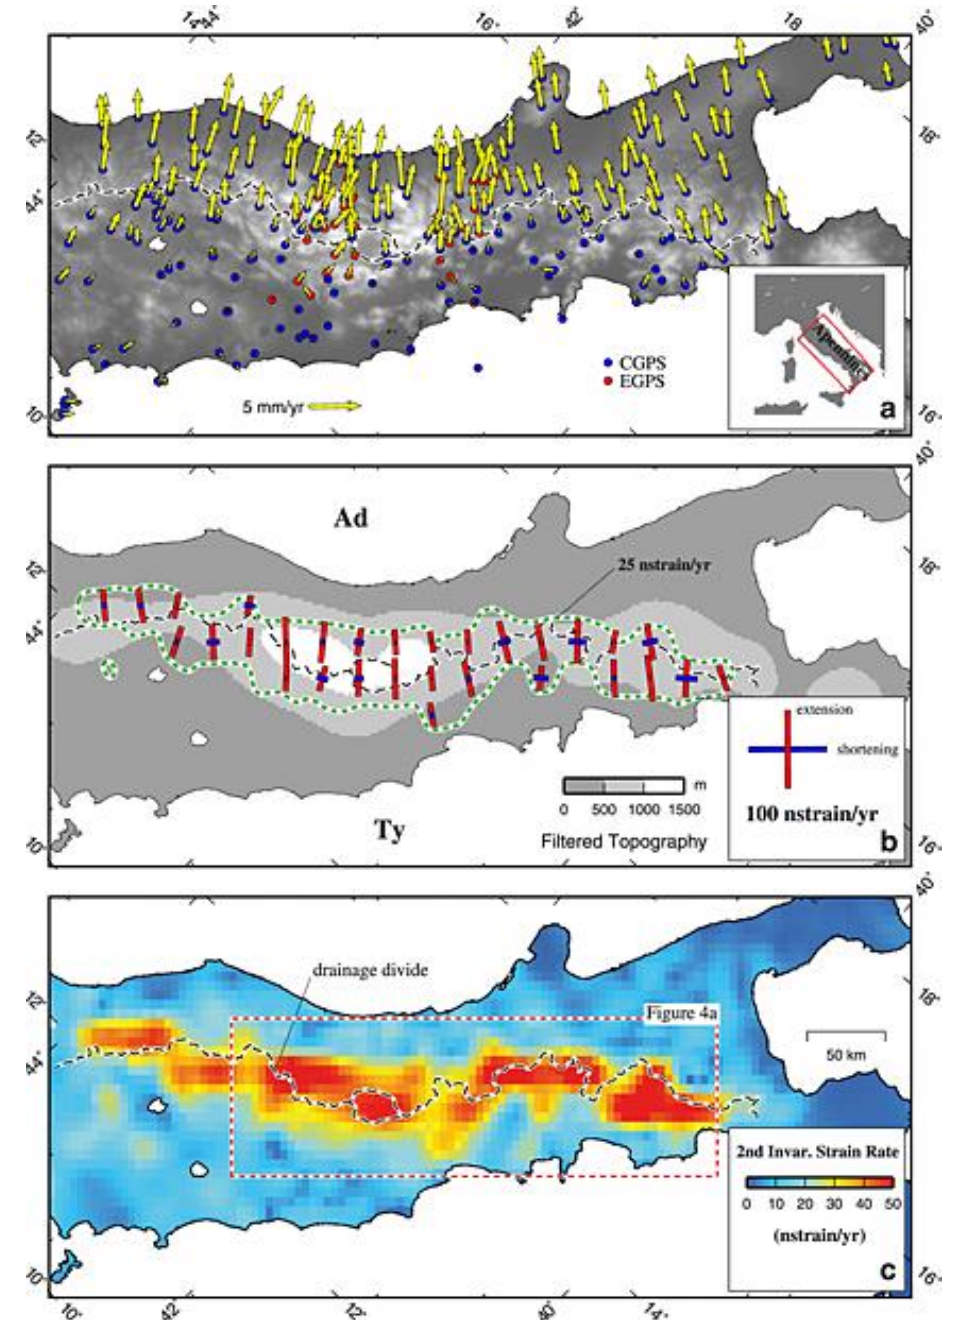 14° 44° 16° 42° 18 40°
12°
18°
44°
Apennines
CGPS
EGPS
5 mm/yr
a
10°
16°
40°
Ad
25 nstrain/yr
12°
18°
44°
extension
shortening
m
0 500 1000 1500
Filtered Topography
100 nstrain/yr
Ty
b
10°
16°
40°
drainage divide
12°
18°
Figure 4a
44°
50 km
2nd Invar. Strain Rate
0 10 20 30 40 50
(nstrain/yr)
c
10°
16°
10° 42° 12° 40° 14°